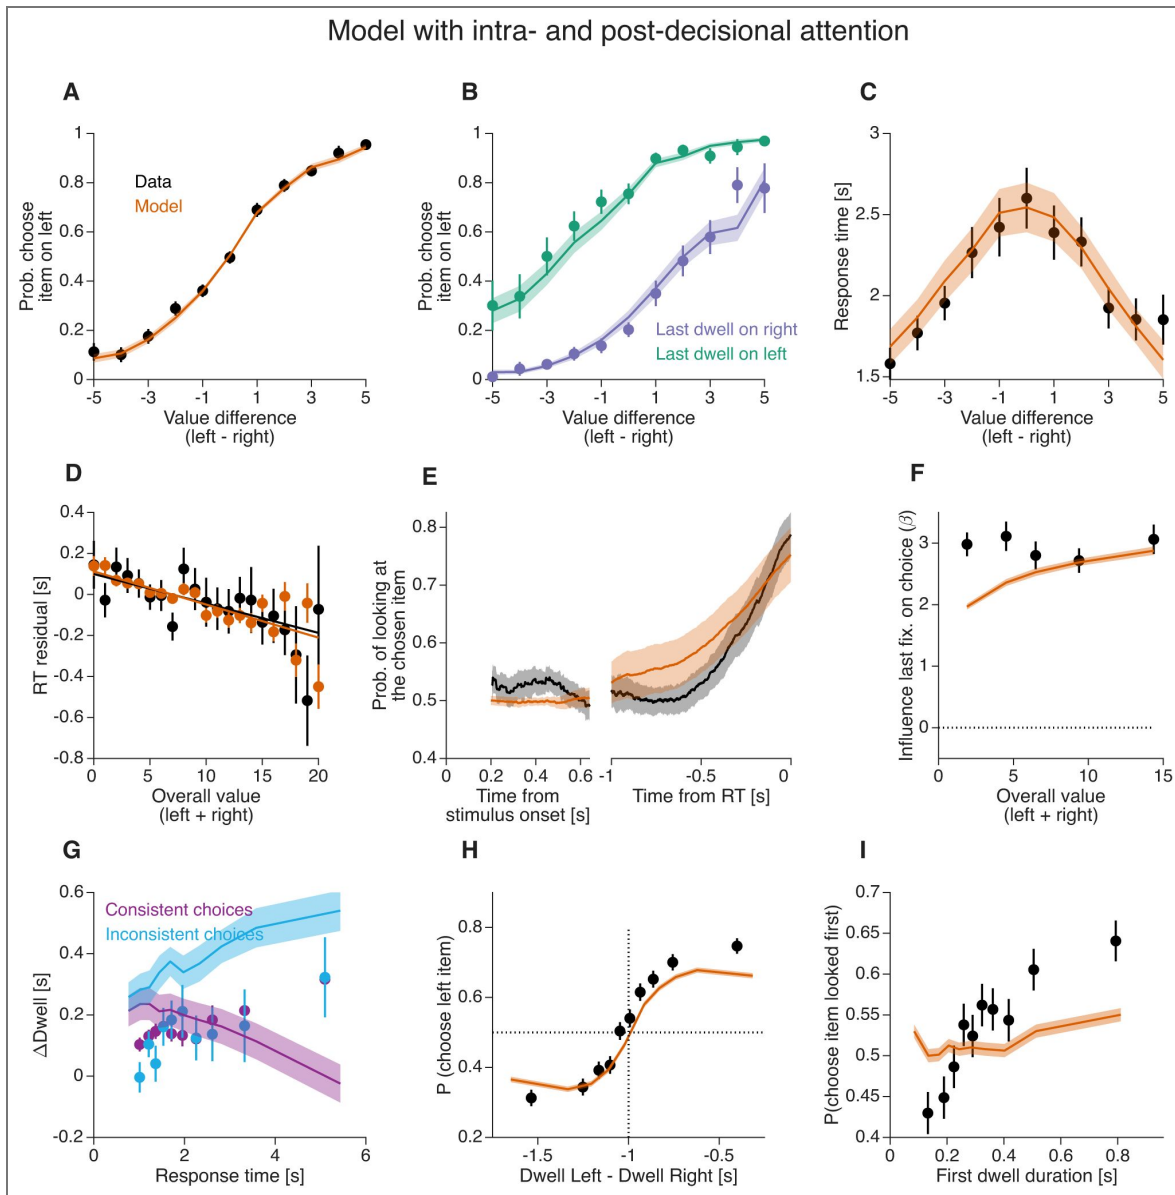 Model with intra- and post-decisional attention
A
B
C
1
0.8
0.6
0.4
0.2
0
Prob. choose
item on left
Data
Model
-5
-3
-1
1
3
5
Value difference
(left - right)
1
0.8
0.6
0.4
0.2
0
Prob. choose
item on left
Last dwell on right
Last dwell on left
-5
-3
-1
1
3
5
Value difference
(left - right)
3
2.5
2
1.5
Response time [s]
-5
-3
-1
1
3
5
Value difference
(left - right)
D
E
F
0.4
0.2
0
-0.2
-0.4
-0.6
-0.8
RT residual [s]
0
5
10
15
20
Overall value
(left + right)
0.8
0.7
0.6
0.5
0.4
Prob. of looking at
the chosen item
0
0.2
0.4
0.6
Time from
stimulus onset [s]
-1
-0.5
0
Time from RT [s]
3
2
1
0
Influence last fix. on choice (β)
0
5
10
15
Overall value
(left + right)
G
H
I
0.6
0.4
0.2
0
-0.2
ΔDwell [s]
Consistent choices
Inconsistent choices
0
2
4
6
Response time [s]
0.8
0.6
0.4
0.2
P (choose left item)
-1.5
-1
-0.5
Dwell Left - Dwell Right [s]
0.7
0.65
0.6
0.55
0.5
0.45
0.4
P(choose item looked first)
0
0.2
0.4
0.6
0.8
First dwell duration [s]